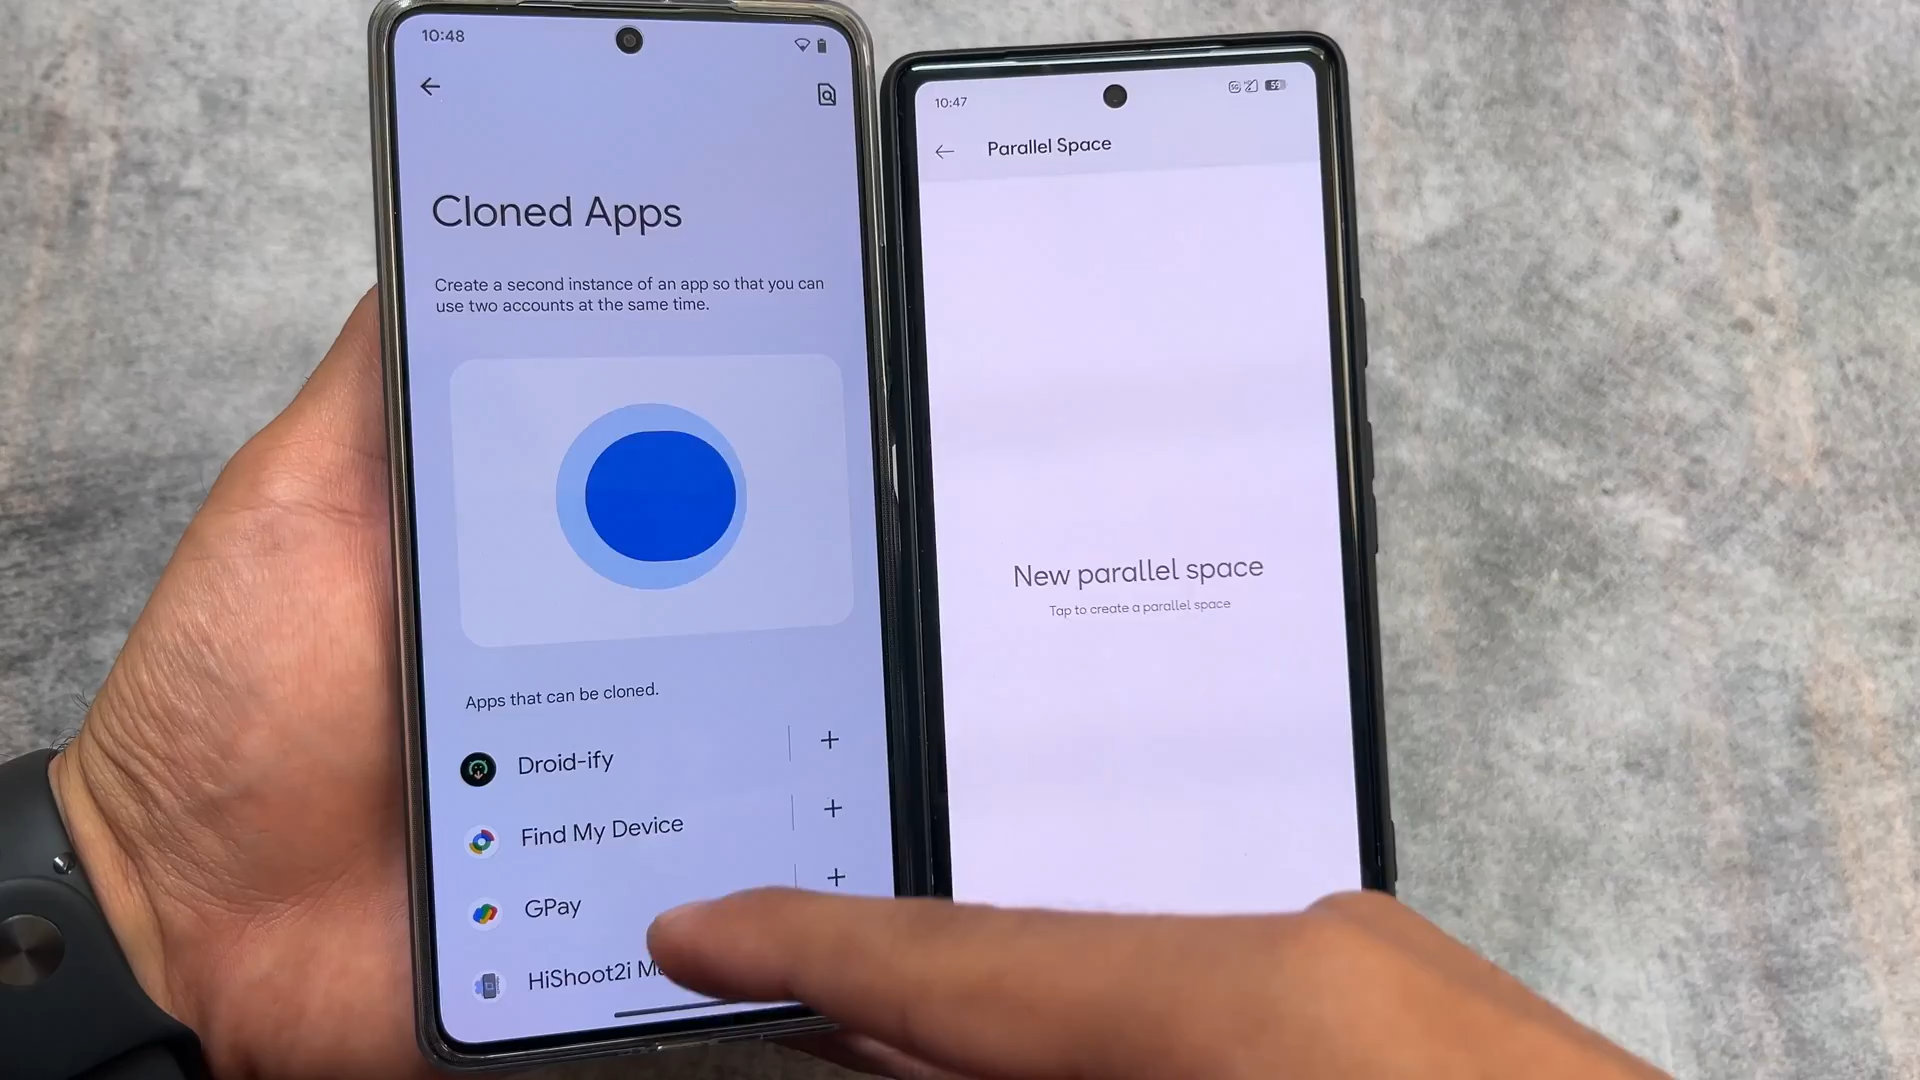 10:48
Cloned Apps
Create a second instance of an app so that you can
use two accounts at the same time.
Apps that can be cloned.
Droid-ify
Find My Device
GPay
HiShoot2i
10:47
59
Parallel Space
New parallel space
Tap to create a parallel space